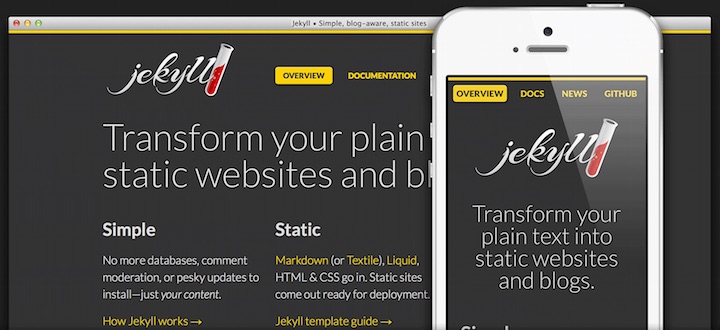 jekyll • Simple, blog-aware, static sites
jekyll
OVERVIEW DOCUMENTATION
Transform your plain
static websites and bl
Simple
No more databases, comment
moderation, or pesky updates to
install—just your content.
How Jekyll works →
Static
Markdown (or Textile), Liquid,
HTML & CSS go in. Static sites
come out ready for deployment.
Jekyll template guide →
OVERVIEW DOCS NEWS GITHUB
jekyll
Transform your
plain text into
static websites
and blogs.
Simple